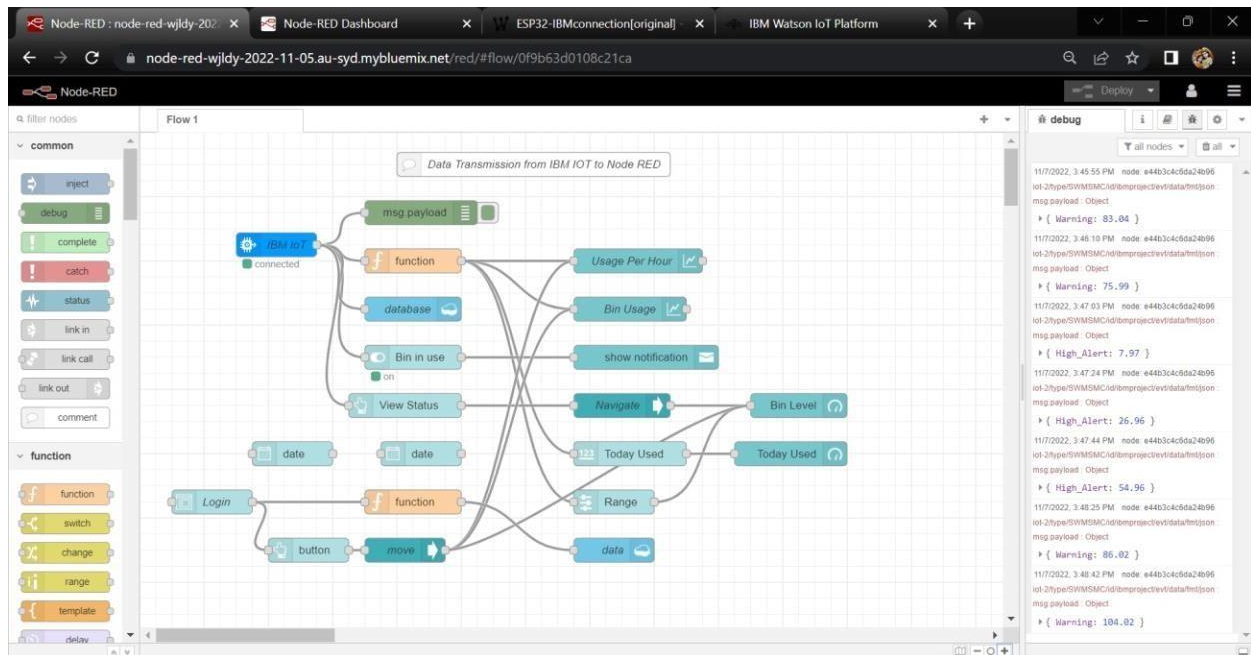 Node-RED : node-red-wjldy-202
Node-RED Dashboard
ESP32-IBMconnection[original] -
IBM Watson IoT Platform
node-red-wjldy-2022-11-05.au-syd.mybluemix.net/red/#flow/0f9b63d0108c21ca
Node-RED
Deploy
filter nodes
Flow 1
common
inject
debug
complete
catch
status
link in
link call
link out
comment
function
function
switch
change
range
template
delay
Data Transmission from IBM IOT to Node RED
msg.payload
IBM IoT
connected
function
Usage Per Hour
database
Bin Usage
Bin in use
on
show notification
View Status
Navigate
Bin Level
date
date
123 Today Used
Today Used
Login
function
Range
button
move
data
debug
i
all nodes
all
11/7/2022, 3:45:55 PM node: e44b3c4c6da24b96
iot-2/type/SWMSMC/id/ibmproject/evt/data/fmt/json :
msg.payload : Object
{ Warning: 83.04 }
11/7/2022, 3:46:10 PM node: e44b3c4c6da24b96
iot-2/type/SWMSMC/id/ibmproject/evt/data/fmt/json :
msg.payload : Object
{ Warning: 75.99 }
11/7/2022, 3:47:03 PM node: e44b3c4c6da24b96
iot-2/type/SWMSMC/id/ibmproject/evt/data/fmt/json :
msg.payload : Object
{ High_Alert: 7.97 }
11/7/2022, 3:47:24 PM node: e44b3c4c6da24b96
iot-2/type/SWMSMC/id/ibmproject/evt/data/fmt/json :
msg.payload : Object
{ High_Alert: 26.96 }
11/7/2022, 3:47:44 PM node: e44b3c4c6da24b96
iot-2/type/SWMSMC/id/ibmproject/evt/data/fmt/json :
msg.payload : Object
{ High_Alert: 54.96 }
11/7/2022, 3:48:25 PM node: e44b3c4c6da24b96
iot-2/type/SWMSMC/id/ibmproject/evt/data/fmt/json :
msg.payload : Object
{ Warning: 86.02 }
11/7/2022, 3:48:42 PM node: e44b3c4c6da24b96
iot-2/type/SWMSMC/id/ibmproject/evt/data/fmt/json :
msg.payload : Object
{ Warning: 104.02 }